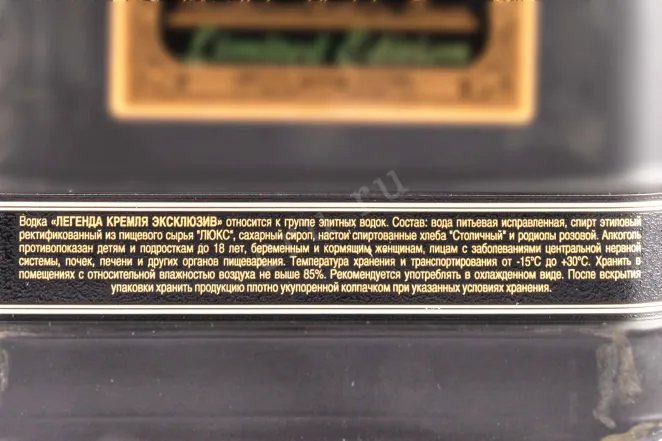 Limited Edition
ru
Водка «ЛЕГЕНДА КРЕМЛЯ ЭКСКЛЮЗИВ» относится к группе элитных водок. Состав: вода питьевая исправленная, спирт этиловый
ректификованный из пищевого сырья "ЛЮКС", сахарный сироп, настои спиртованные хлеба "Столичный" и родиолы розовой. Алкоголь
противопоказан детям и подросткам до 18 лет, беременным и кормящим женщинам, лицам с заболеваниями центральной нервной
системы, почек, печени и других органов пищеварения. Температура хранения и транспортирования от -15°С до +30°С. Хранить в
помещениях с относительной влажностью воздуха не выше 85%. Рекомендуется употреблять в охлажденном виде. После вскрытия
упаковки хранить продукцию плотно укупоренной колпачком при указанных условиях хранения.